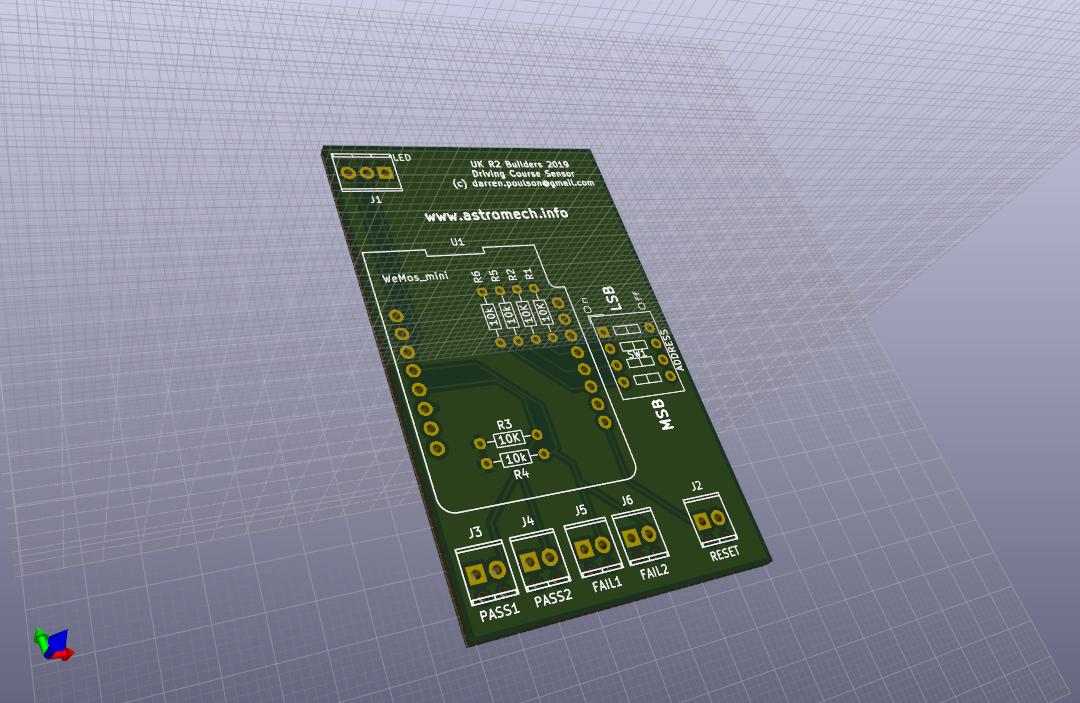 LED
J1
UK R2 Builders 2019
Driving Course Sensor
(c) darren.poulson@gmail.com
www.astromech.info
U1
WeMos_mini
R6
R5
R2
R1
10k
10k
10k
10k
On
LSB
Off
SW1
ADDRESS
MSB
R3
10K
10k
R4
J3
J4
J5
J6
J2
PASS1
PASS2
FAIL1
FAIL2
RESET